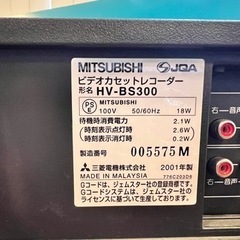 MITSUBISHI JQA
ビデオカセットレコーダー
形名 HV-BS300
PSE MITSUBISHI
100V 50/60Hz 18W
待機時消費電力 2.1W
時刻表示点灯時 2.6W
時刻表示消灯時 0.2W
製造番号 005575M
三菱電機株式会社 2001年製
MADE IN MALAYSIA 776C203D8
Gコードは、ジェムスター社の登録商標です。
Gコードシステムは、ジェムスター社の
ライセンスに基づいて生産しております。
右-音声
右-音声